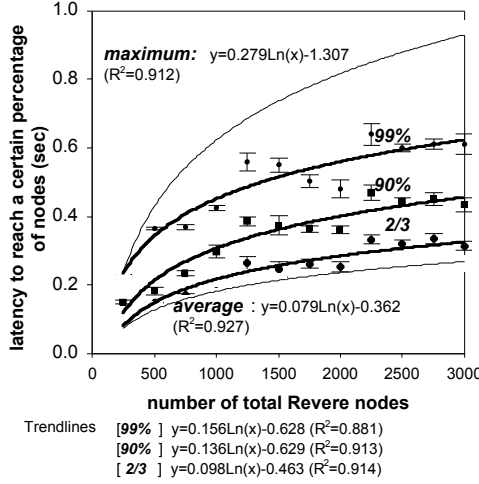 1.0
0.8
0.6
0.4
0.2
0.0
latency to reach a certain percentage
of nodes (sec)
maximum: y=0.279Ln(x)-1.307
(R²=0.912)
99%
90%
2/3
average : y=0.079Ln(x)-0.362
(R²=0.927)
0 500 1000 1500 2000 2500 3000
number of total Revere nodes
Trendlines [99% ] y=0.156Ln(x)-0.628 (R²=0.881)
[90% ] y=0.136Ln(x)-0.629 (R²=0.913)
[ 2/3 ] y=0.098Ln(x)-0.463 (R²=0.914)